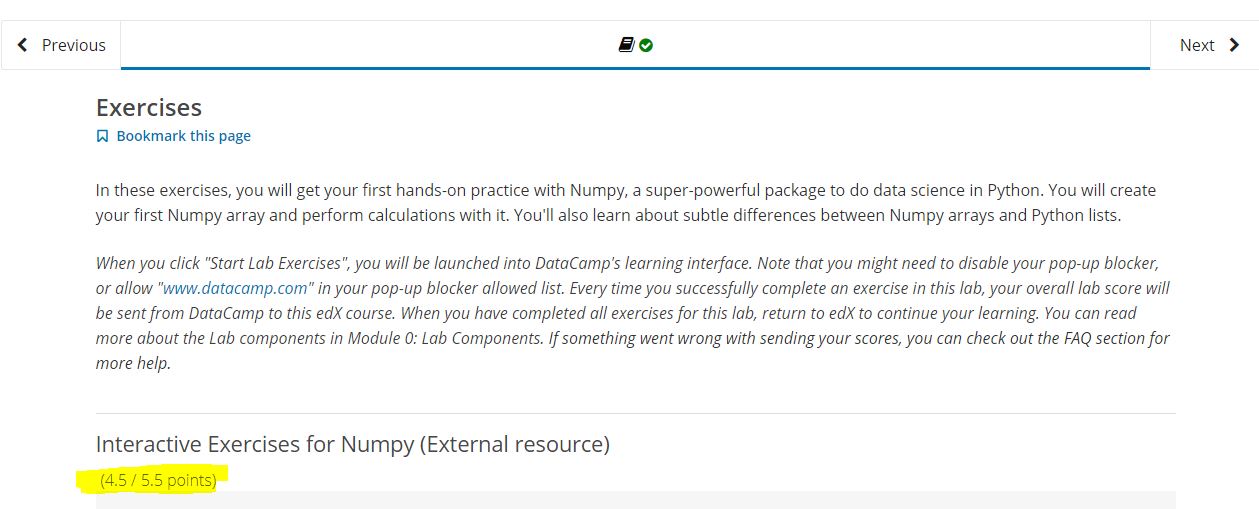 Previous
Next
Exercises
Bookmark this page
In these exercises, you will get your first hands-on practice with Numpy, a super-powerful package to do data science in Python. You will create
your first Numpy array and perform calculations with it. You'll also learn about subtle differences between Numpy arrays and Python lists.
When you click "Start Lab Exercises", you will be launched into DataCamp's learning interface. Note that you might need to disable your pop-up blocker,
or allow "www.datacamp.com" in your pop-up blocker allowed list. Every time you successfully complete an exercise in this lab, your overall lab score will
be sent from DataCamp to this edX course. When you have completed all exercises for this lab, return to edX to continue your learning. You can read
more about the Lab components in Module 0: Lab Components. If something went wrong with sending your scores, you can check out the FAQ section for
more help.
Interactive Exercises for Numpy (External resource)
(4.5 / 5.5 points)